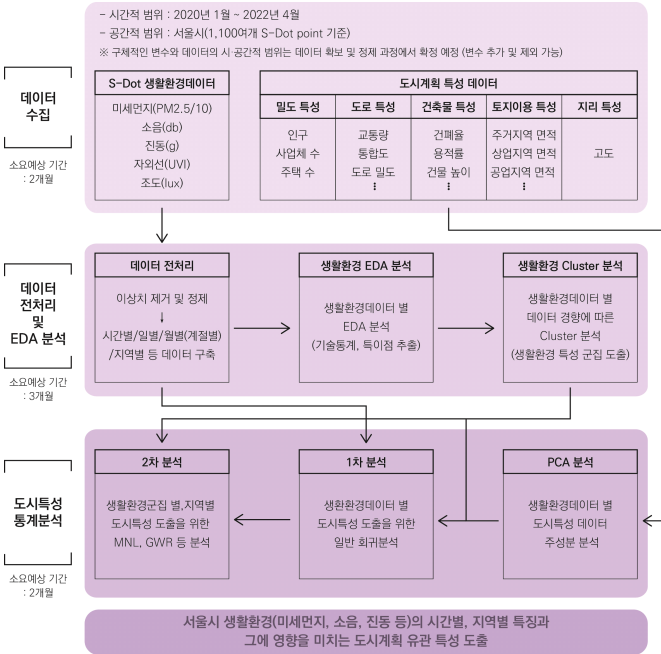 - 시간적 범위 : 2020년 1월 ~ 2022년 4월
- 공간적 범위 : 서울시(1,100여개 S-Dot point 기준)
※ 구체적인 변수와 데이터의 시·공간적 범위는 데이터 확보 및 정제 과정에서 확정 예정 (변수 추가 및 제외 가능)
데이터
수집
소요예상 기간
: 2개월
S-Dot 생활환경데이터
미세먼지(PM2.5/10)
소음(db)
진동(g)
자외선(UVI)
조도(lux)
도시계획 특성 데이터
밀도 특성
인구
사업체 수
주택 수
도로 특성
교통량
통합도
도로 밀도
⋮
건축물 특성
건폐율
용적률
건물 높이
⋮
토지이용 특성
주거지역 면적
상업지역 면적
공업지역 면적
⋮
지리 특성
고도
데이터
전처리
및
EDA 분석
소요예상 기간
: 3개월
데이터 전처리
이상치 제거 및 정제
↓
시간별/일별/월별(계절별)
/지역별 등 데이터 구축
생활환경 EDA 분석
생활환경데이터 별
EDA 분석
(기술통계, 특이점 추출)
생활환경 Cluster 분석
생활환경데이터 별
데이터 경향에 따른
Cluster 분석
(생활환경 특성 군집 도출)
도시특성
통계분석
소요예상 기간
: 2개월
2차 분석
생활환경군집 별,지역별
도시특성 도출을 위한
MNL, GWR 등 분석
1차 분석
생환환경데이터 별
도시특성 도출을 위한
일반 회귀분석
PCA 분석
생활환경데이터 별
도시특성 데이터
주성분 분석
서울시 생활환경(미세먼지, 소음, 진동 등)의 시간별, 지역별 특징과
그에 영향을 미치는 도시계획 유관 특성 도출